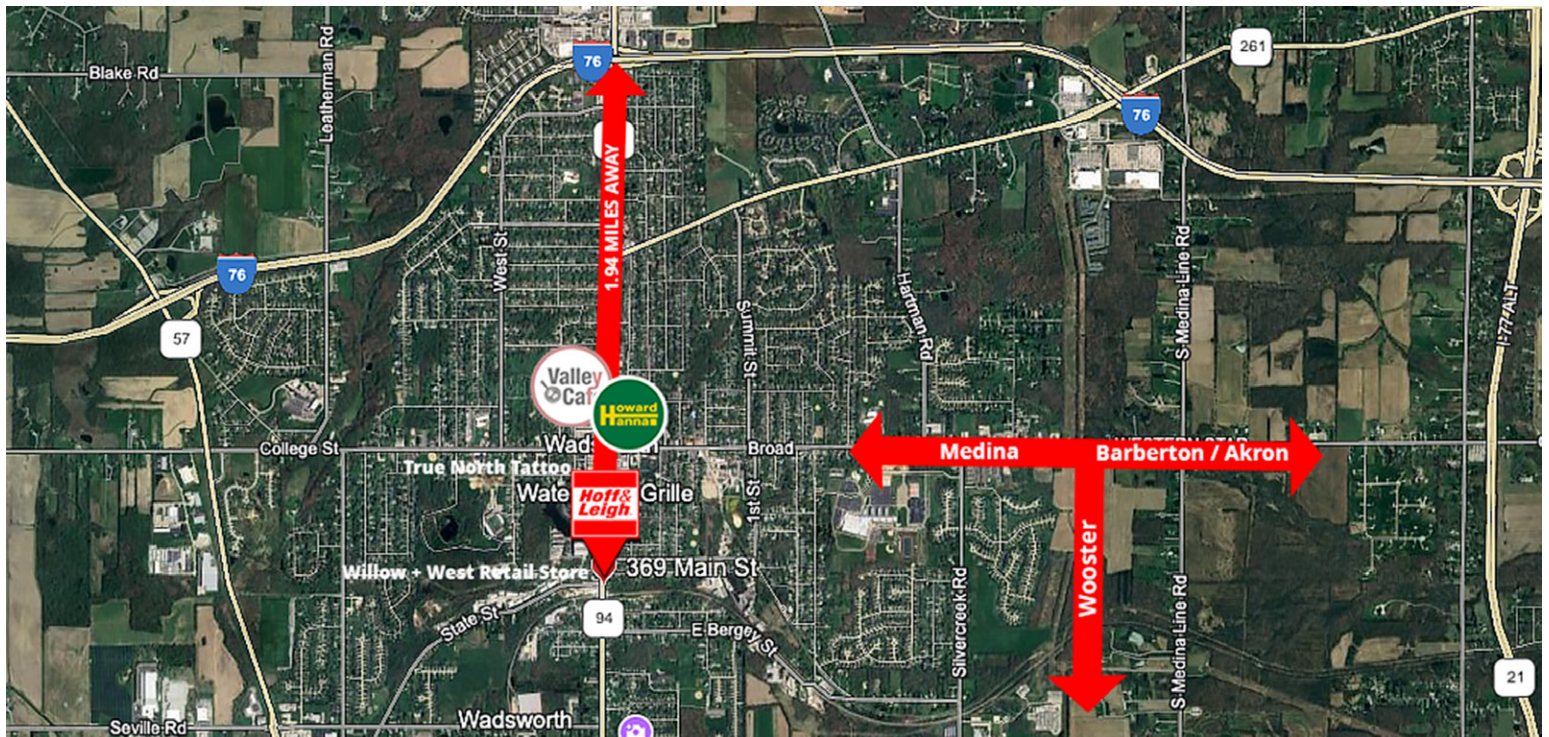 261
76
Blake Rd
Leatherman Rd
76
1.94 MILES AWAY
West St
76
Hartman Rd
S Medina Line Rd
57
Summit St
I-77 ALT
Valley
Caf
Howard
Hanna
College St
Broad
Medina
Barberton / Akron
True North Tattoo
Grille
Hoff&
Leigh
1st St
Willow + West Retail Store
369 Main St
Wooster
94
State St
E Bergey St
Silvercreek Rd
S Medina Line Rd
21
Wadsworth
Seville Rd